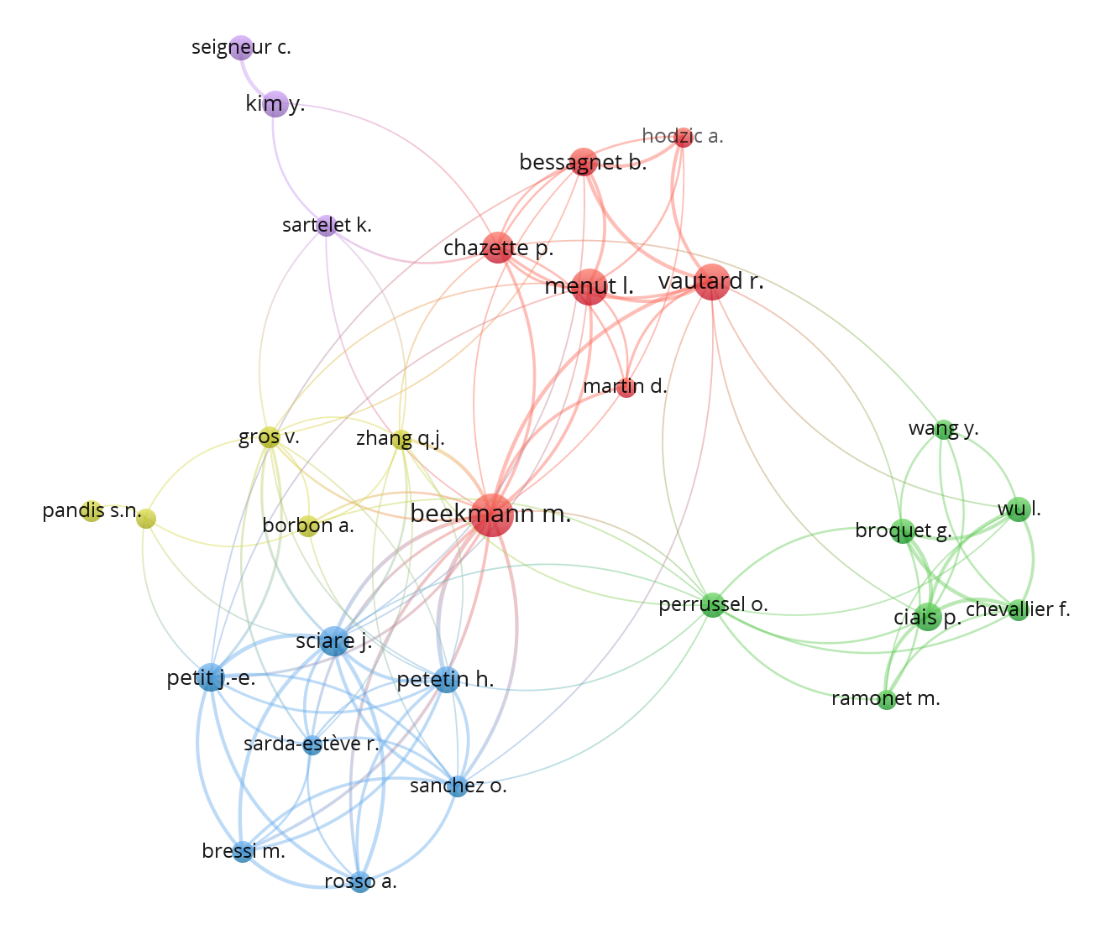 seigneur c.
kim y.
hodzic a.
bessagnet b.
sartelet k.
chazette p.
menut l.
vautard r.
martin d.
wang y.
gros v.
zhang q.j.
pandis s.n.
borbon a.
beekmann m.
wu l.
broquet g.
perrussel o.
ciais p.
chevallier f.
sciare j.
petit j.-e.
petetin h.
ramonet m.
sarda-estève r.
sanchez o.
bressi m.
rosso a.